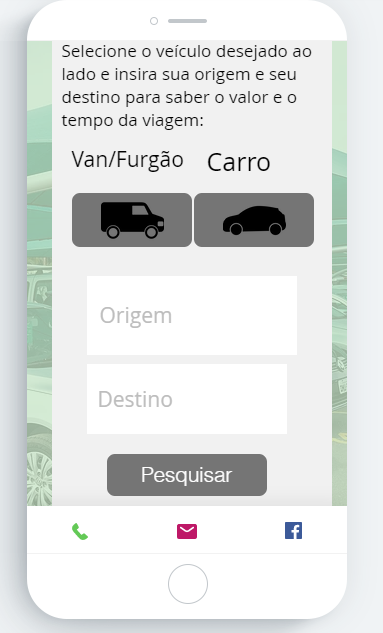 Selecione o veículo desejado ao
lado e insira sua origem e seu
destino para saber o valor e o
tempo da viagem:
Van/Furgão Carro
Origem
Destino
Pesquisar